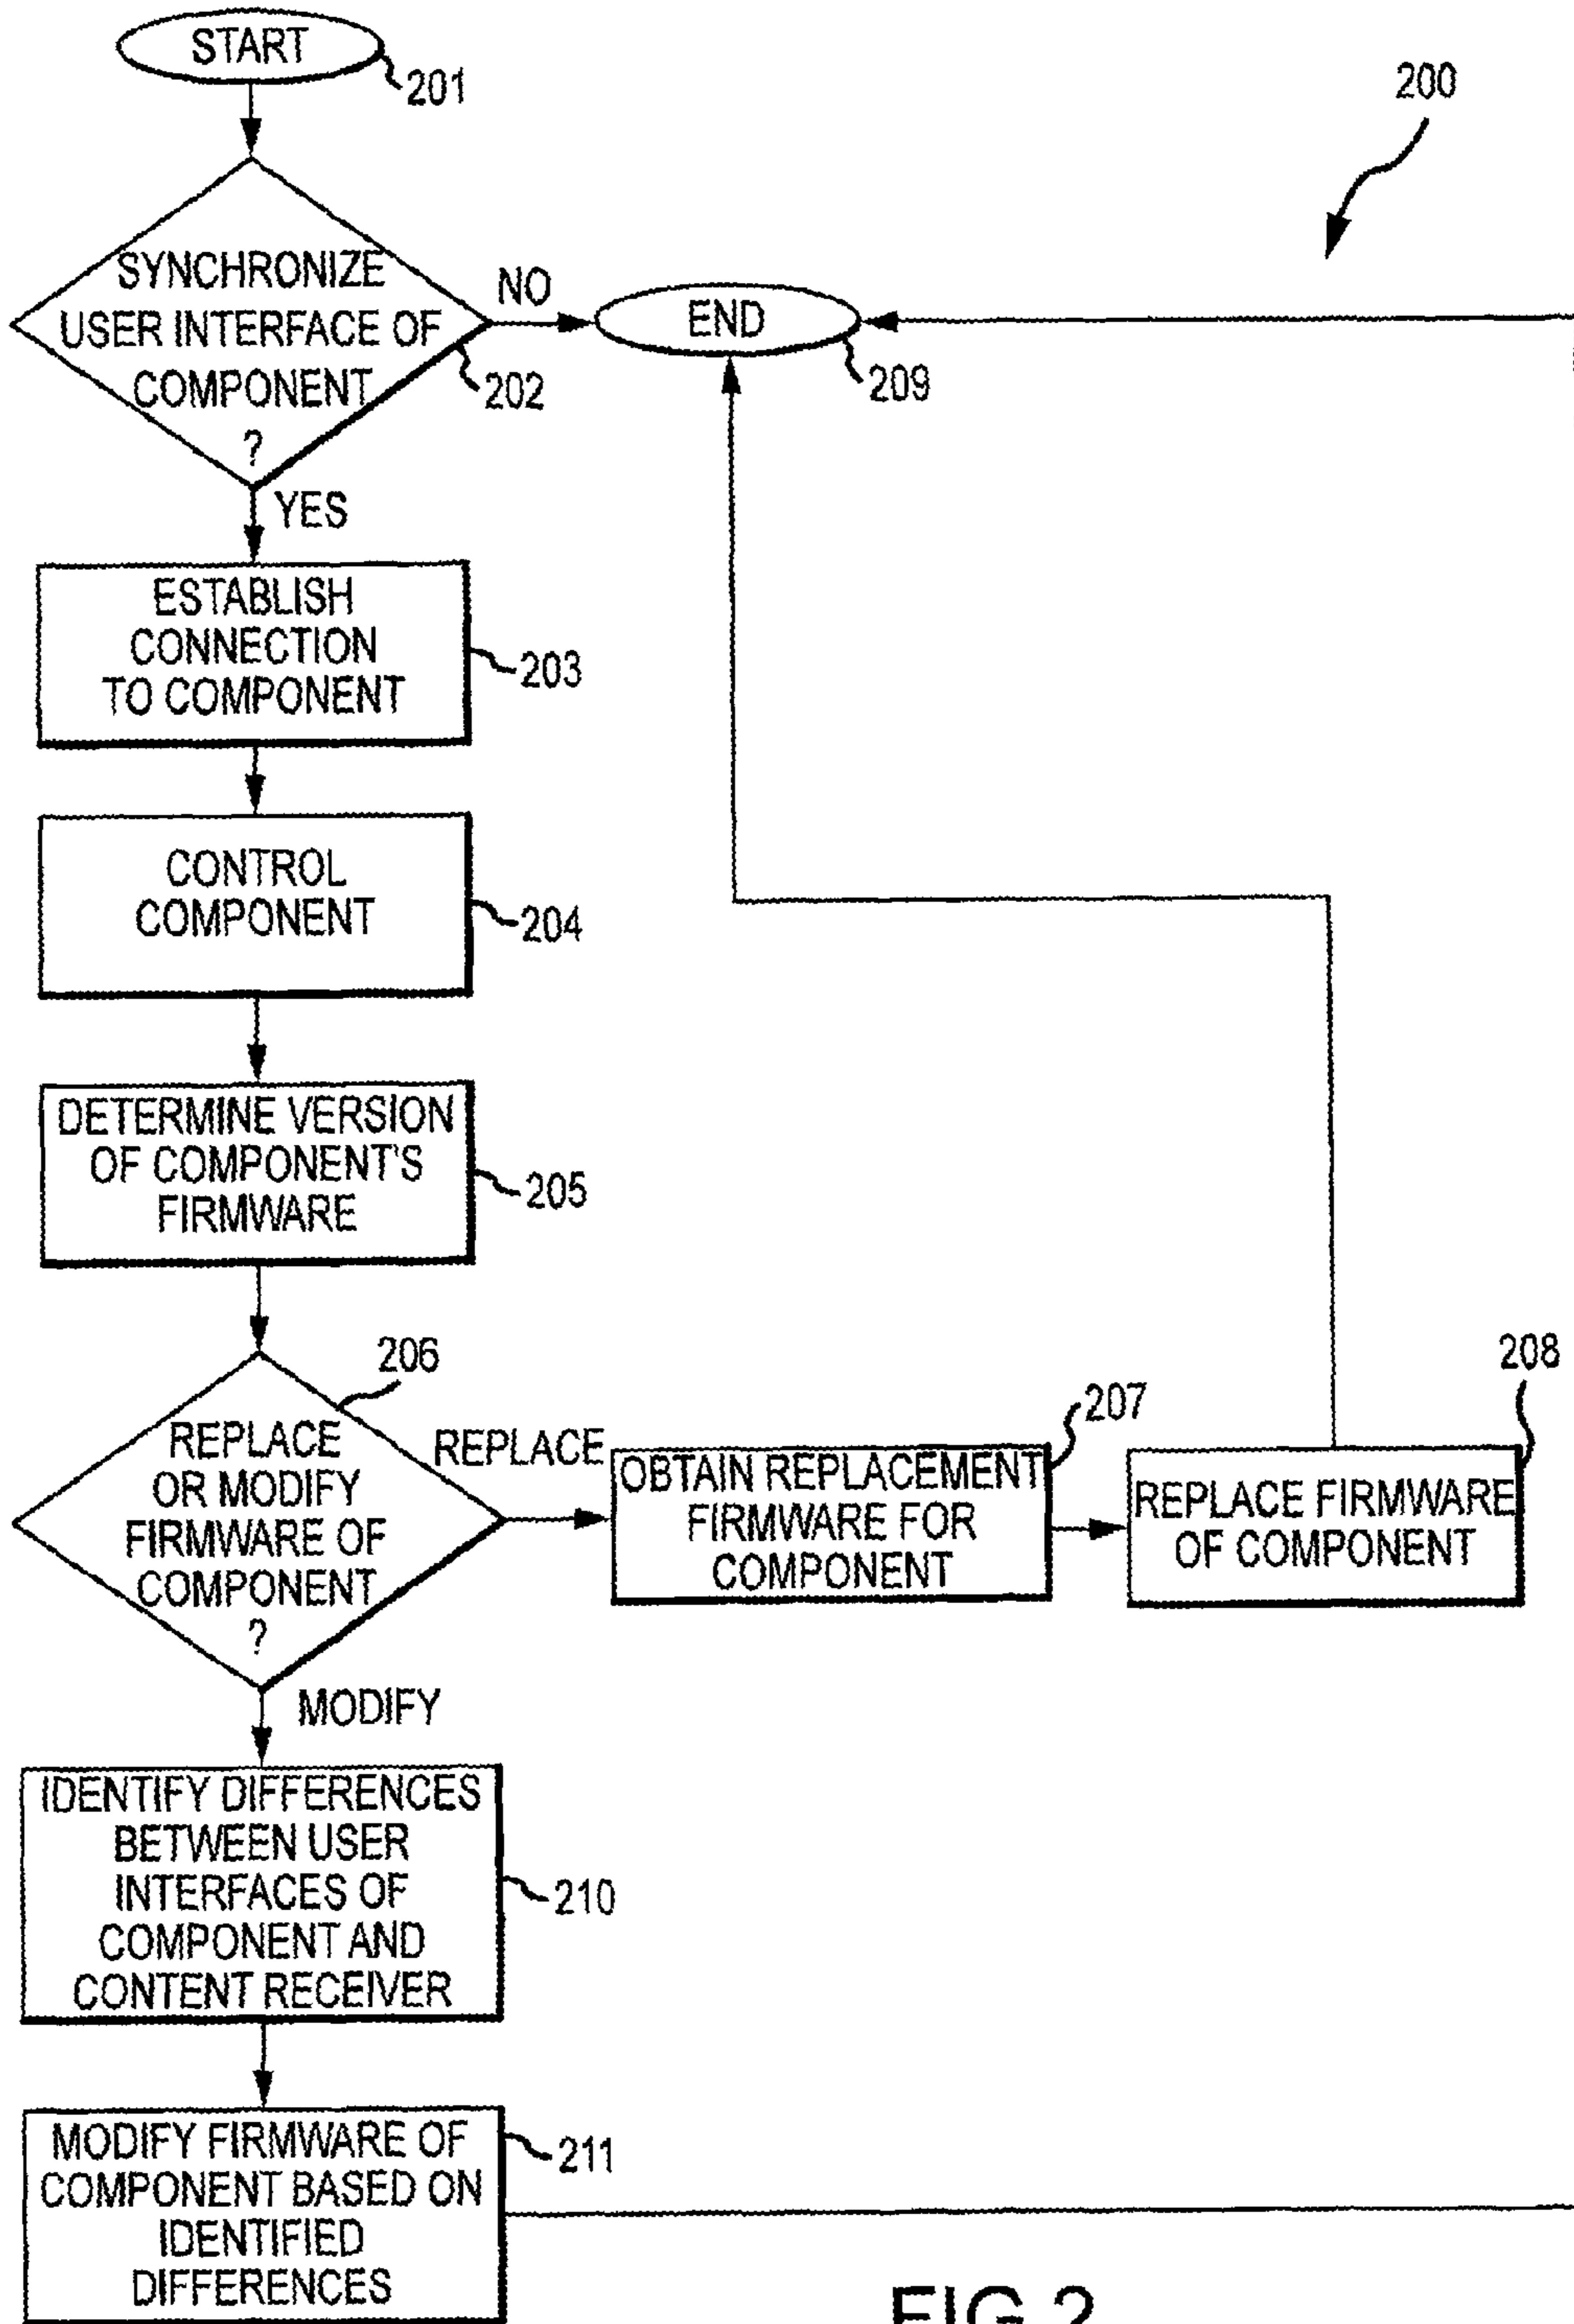 START
201
200
SYNCHRONIZE
USER INTERFACE OF
COMPONENT
?
202
NO
END
209
YES
ESTABLISH
CONNECTION
TO COMPONENT
203
CONTROL
COMPONENT
204
DETERMINE VERSION
OF COMPONENT'S
FIRMWARE
205
206
REPLACE
OR MODIFY
FIRMWARE OF
COMPONENT
?
REPLACE
207
OBTAIN REPLACEMENT
FIRMWARE FOR
COMPONENT
208
REPLACE FIRMWARE
OF COMPONENT
MODIFY
IDENTIFY DIFFERENCES
BETWEEN USER
INTERFACES OF
COMPONENT AND
CONTENT RECEIVER
210
MODIFY FIRMWARE OF
COMPONENT BASED ON
IDENTIFIED
DIFFERENCES
211
FIG.2